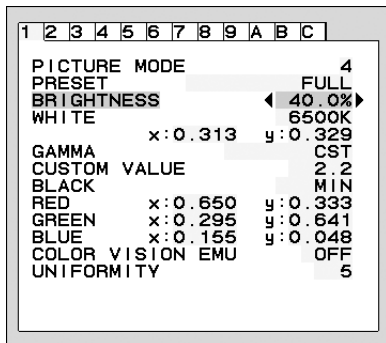 1 2 3 4 5 6 7 8 9 A B C
PICTURE MODE 4
PRESET FULL
BRIGHTNESS 40.0%
WHITE 6500K
x:0.313 y:0.329
GAMMA CST
CUSTOM VALUE 2.2
BLACK MIN
RED x:0.650 y:0.333
GREEN x:0.295 y:0.641
BLUE x:0.155 y:0.048
COLOR VISION EMU OFF
UNIFORMITY 5